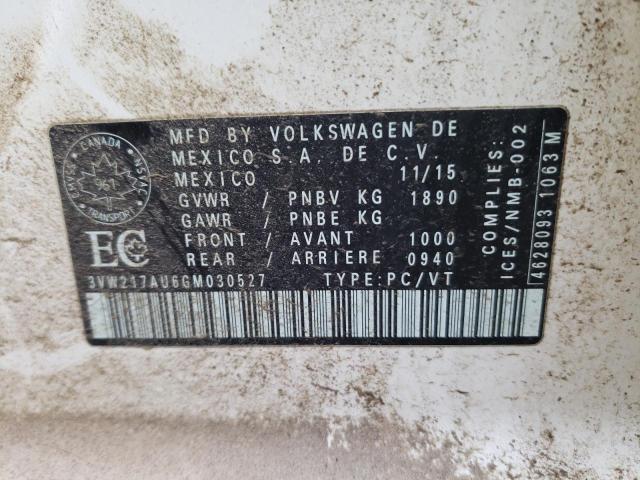 MFD BY VOLKSWAGEN DE
MEXICO S.A. DE C.V.
MEXICO 11/15
GVWR / PNBV KG 1890
GAWR / PNBE KG
FRONT / AVANT 1000
REAR / ARRIERE 0940
3VW217AU6GM030527 TYPE:PC/VT
CANADA
961
TRANSPORT
EC
COMPLIES:
ICES/NMB-002
4628093 1063 M